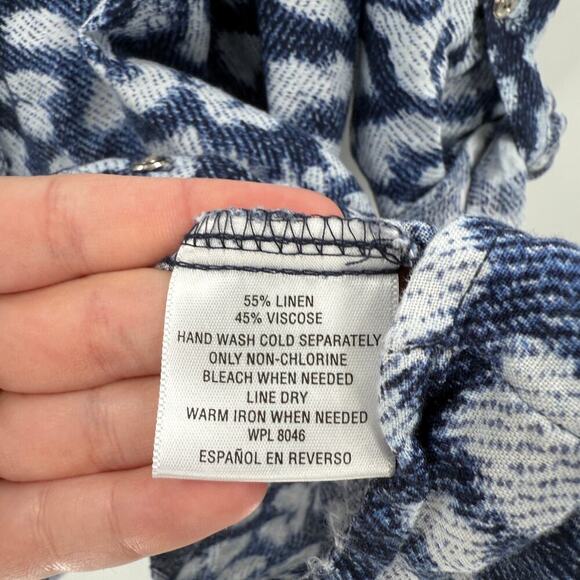 55% LINEN
45% VISCOSE
HAND WASH COLD SEPARATELY
ONLY NON-CHLORINE
BLEACH WHEN NEEDED
LINE DRY
WARM IRON WHEN NEEDED
WPL 8046
ESPAÑOL EN REVERSO